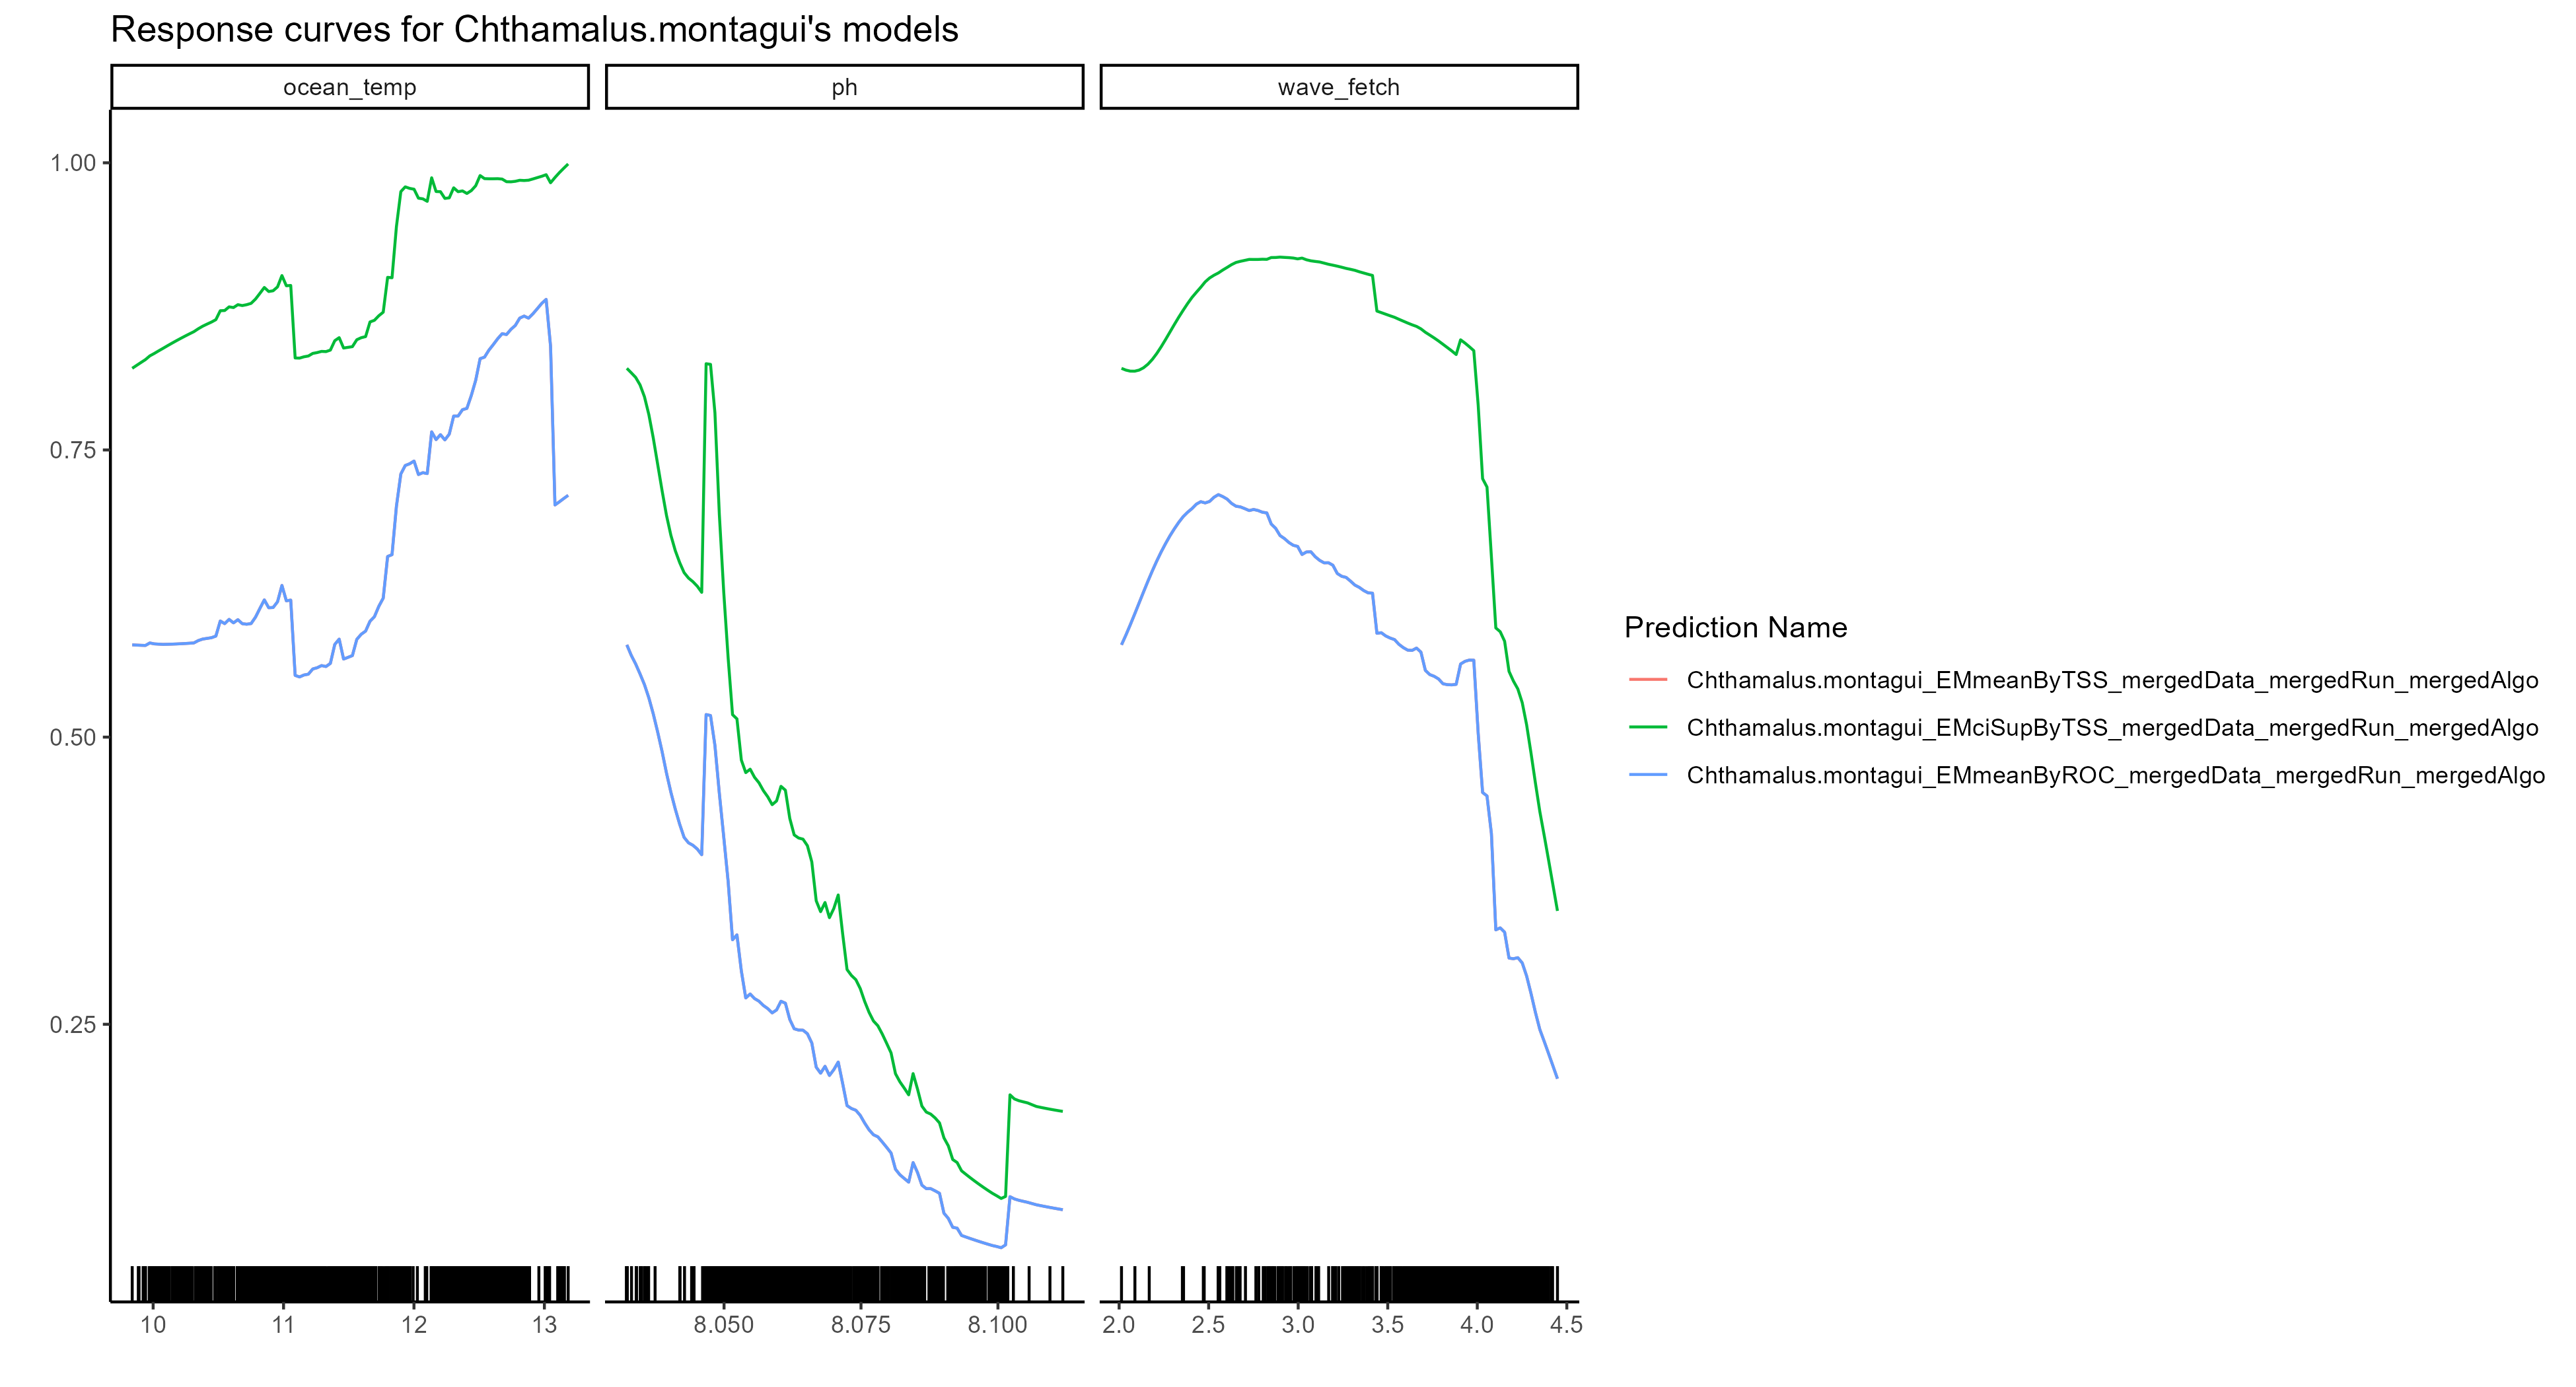 Response curves for Chthamalus.montagui's models
ocean_temp
ph
wave_fetch
1.00
0.75
0.50
0.25
10 11 12 13
8.050 8.075 8.100
2.0 2.5 3.0 3.5 4.0 4.5
Prediction Name
Chthamalus.montagui_EMmeanByTSS_mergedData_mergedRun_mergedAlgo
Chthamalus.montagui_EMciSupByTSS_mergedData_mergedRun_mergedAlgo
Chthamalus.montagui_EMmeanByROC_mergedData_mergedRun_mergedAlgo